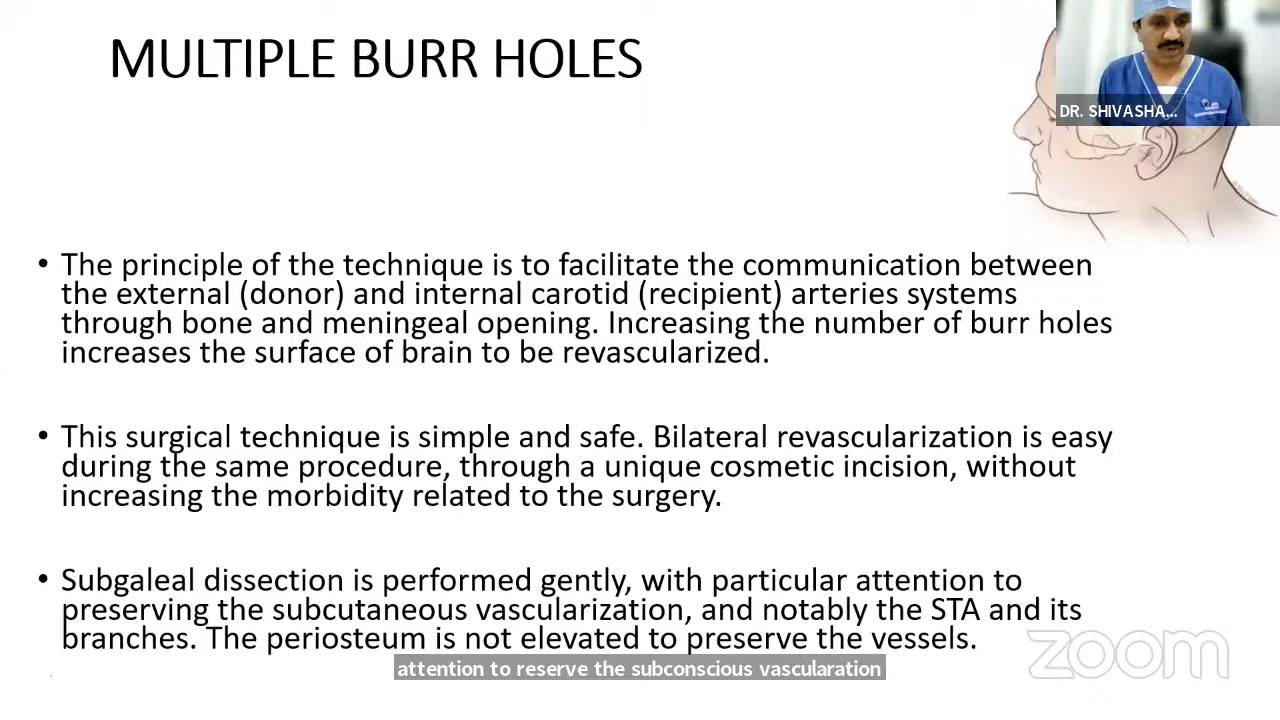 MULTIPLE BURR HOLES
DR. SHIVASHA...
• The principle of the technique is to facilitate the communication between
the external (donor) and internal carotid (recipient) arteries systems
through bone and meningeal opening. Increasing the number of burr holes
increases the surface of brain to be revascularized.
• This surgical technique is simple and safe. Bilateral revascularization is easy
during the same procedure, through a unique cosmetic incision, without
increasing the morbidity related to the surgery.
• Subgaleal dissection is performed gently, with particular attention to
preserving the subcutaneous vascularization, and notably the STA and its
branches. The periosteum is not elevated to preserve the vessels.
attention to reserve the subconscious vascularation
zoom